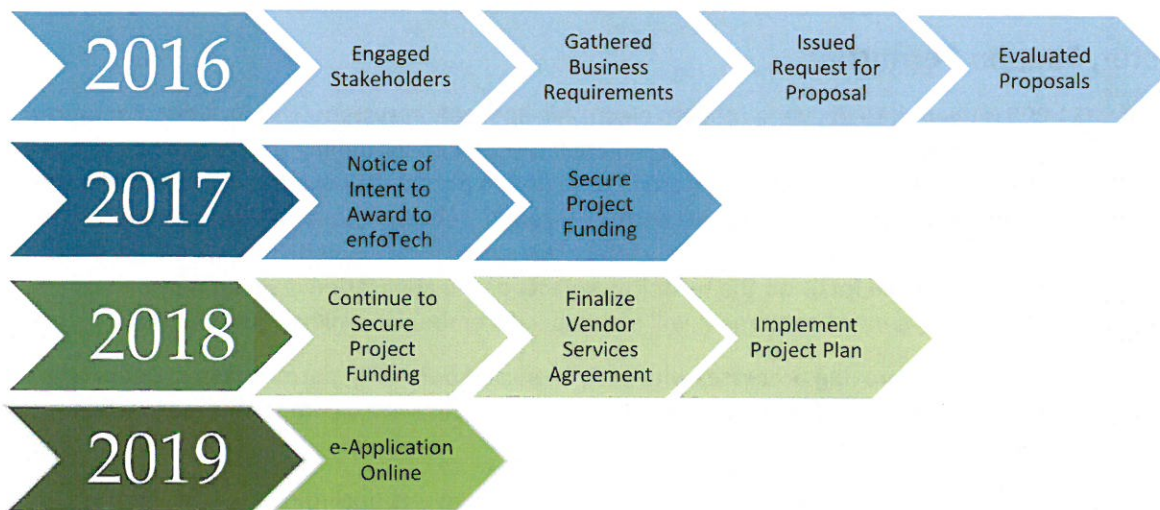 2016
Engaged
Stakeholders
Gathered
Business
Requirements
Issued
Request for
Proposal
Evaluated
Proposals
2017
Notice of
Intent to
Award to
enfoTech
Secure
Project
Funding
2018
Continue to
Secure
Project
Funding
Finalize
Vendor
Services
Agreement
Implement
Project Plan
2019
e-Application
Online